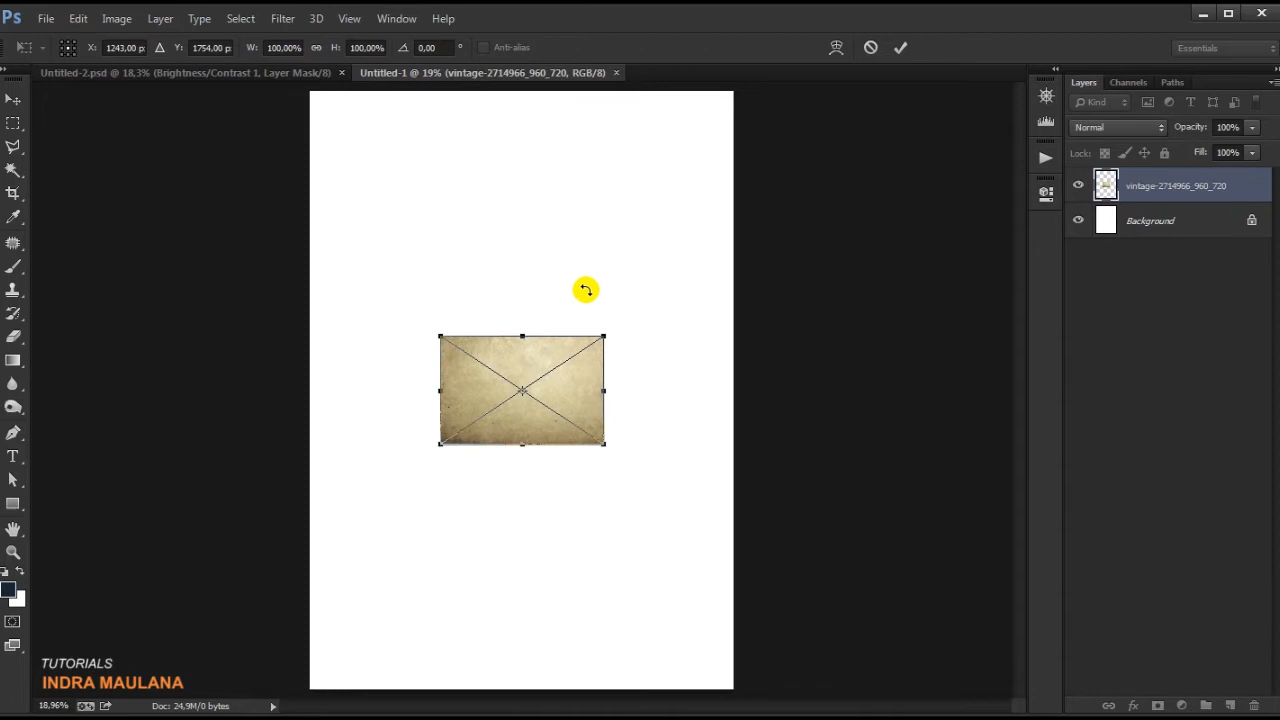 Ps File Edit Image Layer Type Select Filter 3D View Window Help
X: 1243,00 p Y: 1754,00 p W: 100,00% H: 100,00% 0,00 ° Anti-alias Essentials
Untitled-2.psd @ 18,3% (Brightness/Contrast 1, Layer Mask/8) × Untitled-1 @ 19% (vintage-2714966_960_720, RGB/8) ×
Layers Channels Paths
Kind
Normal Opacity: 100%
Lock: Fill: 100%
vintage-2714966_960_720
Background
TUTORIALS
INDRA MAULANA
18,96% Doc: 24,9M/0 bytes